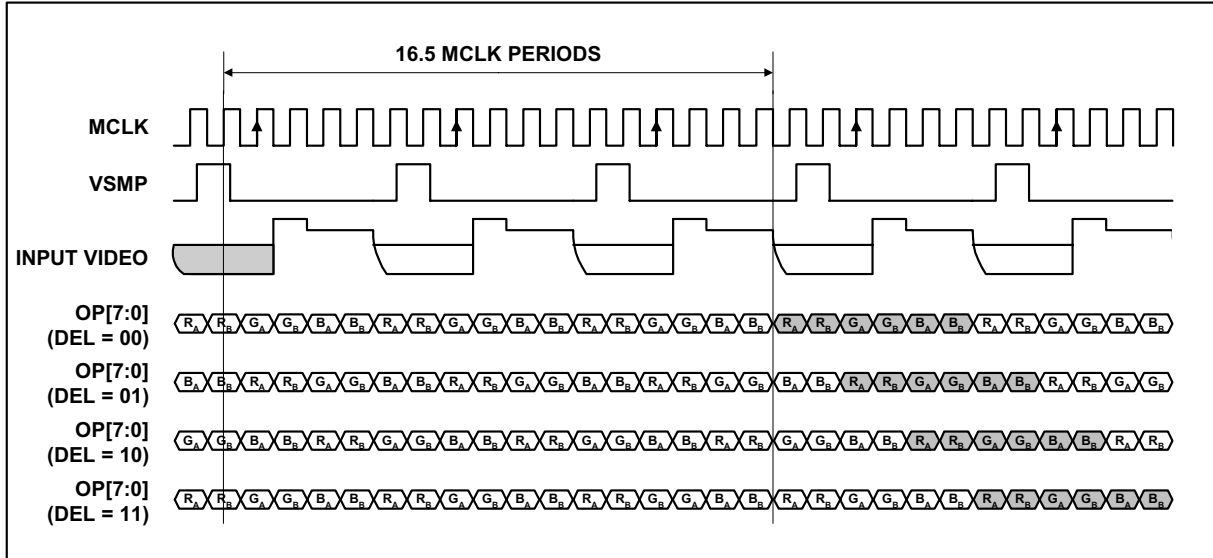 16.5 MCLK PERIODS
MCLK
VSMP
INPUT VIDEO
OP[7:0]
(DEL = 00)
RA RB GA GB BA BB RA RB GA GB BA BB RA RB GA GB BA BB RA RB GA GB BA BB RA RB GA GB BA BB
OP[7:0]
(DEL = 01)
BA BB RA RB GA GB BA BB RA RB GA GB BA BB RA RB GA GB BA BB RA RB GA GB BA BB RA RB GA GB
OP[7:0]
(DEL = 10)
GA GB BA BB RA RB GA GB BA BB RA RB GA GB BA BB RA RB GA GB BA BB RA RB GA GB BA BB RA RB
OP[7:0]
(DEL = 11)
RA RB GA GB BA BB RA RB GA GB BA BB RA RB GA GB BA BB RA RB GA GB BA BB RA RB GA GB BA BB